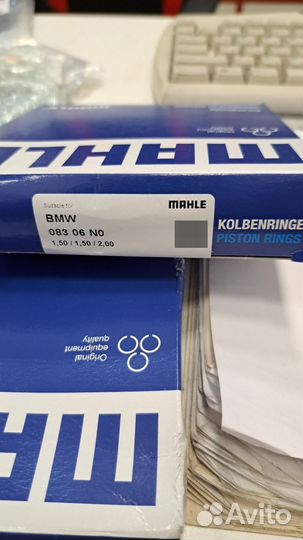 MAHLE
Suitable for
MAHLE
BMW
083 06 N0
1,50 / 1,50 / 2,00
KOLBENRINGE
PISTON RINGS
Original
equipment
quality
MAHLE
Avito